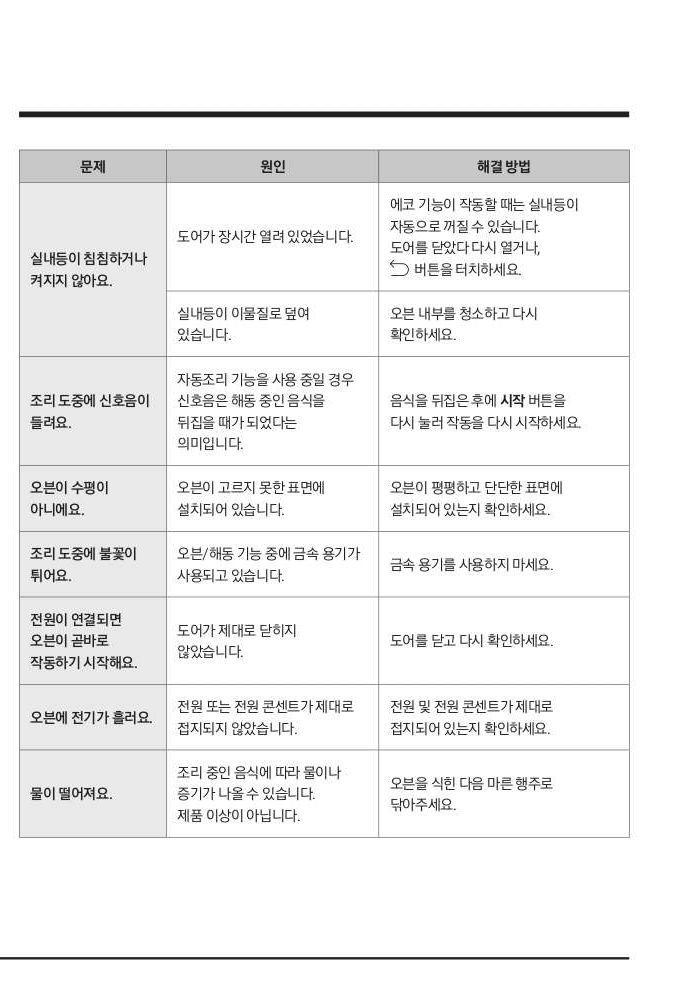 문제
원인
해결 방법
실내등이 침침하거나
켜지지 않아요.
도어가 장시간 열려 있었습니다.
에코 기능이 작동할 때는 실내등이
자동으로 꺼질 수 있습니다.
도어를 닫았다 다시 열거나,
버튼을 터치하세요.
실내등이 이물질로 덮여
있습니다.
오븐 내부를 청소하고 다시
확인하세요.
조리 도중에 신호음이
들려요.
자동조리 기능을 사용 중일 경우
신호음은 해동 중인 음식을
뒤집을 때가 되었다는
의미입니다.
음식을 뒤집은 후에 시작 버튼을
다시 눌러 작동을 다시 시작하세요.
오븐이 수평이
아니에요.
오븐이 고르지 못한 표면에
설치되어 있습니다.
오븐이 평평하고 단단한 표면에
설치되어 있는지 확인하세요.
조리 도중에 불꽃이
튀어요.
오븐/해동 기능 중에 금속 용기가
사용되고 있습니다.
금속 용기를 사용하지 마세요.
전원이 연결되면
오븐이 곧바로
작동하기 시작해요.
도어가 제대로 닫히지
않았습니다.
도어를 닫고 다시 확인하세요.
오븐에 전기가 흘러요.
전원 또는 전원 콘센트가 제대로
접지되지 않았습니다.
전원 및 전원 콘센트가 제대로
접지되어 있는지 확인하세요.
물이 떨어져요.
조리 중인 음식에 따라 물이나
증기가 나올 수 있습니다.
제품 이상이 아닙니다.
오븐을 식힌 다음 마른 행주로
닦아주세요.